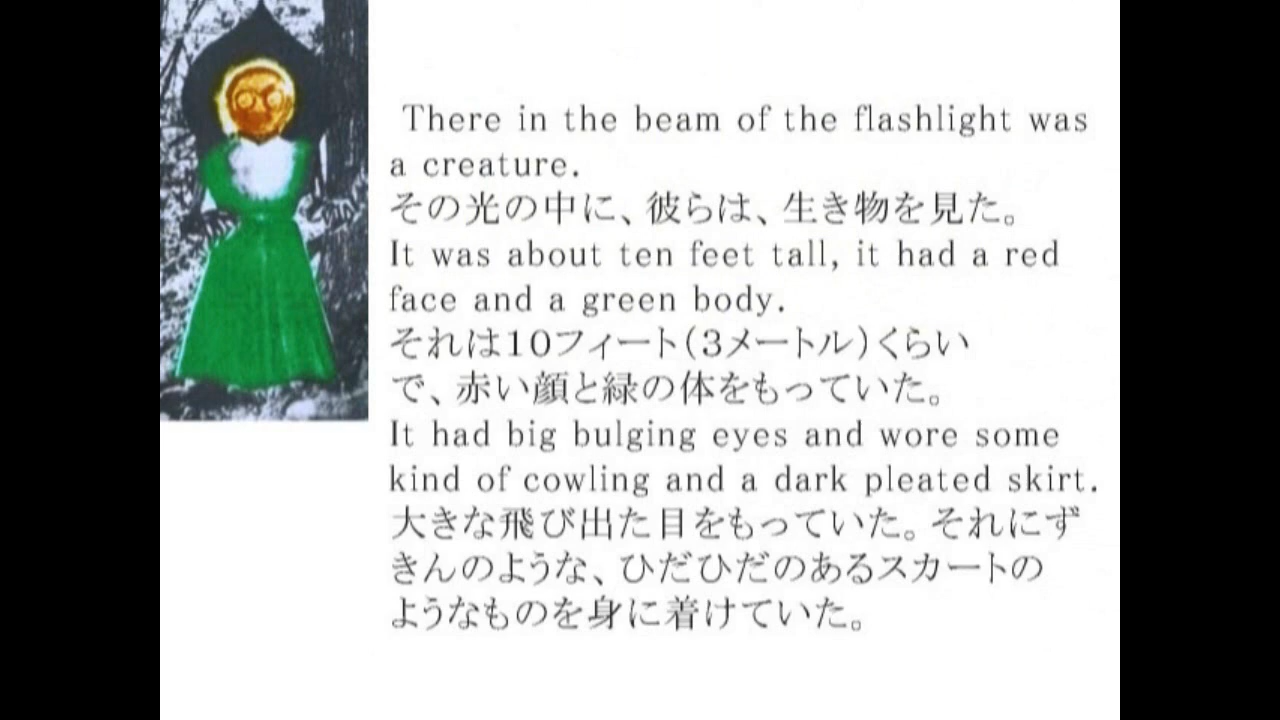 There in the beam of the flashlight was
a creature.
その光の中に、彼らは、生き物を見た。
It was about ten feet tall, it had a red
face and a green body.
それは10フィート(3メートル)くらい
で、赤い顔と緑の体をもっていた。
It had big bulging eyes and wore some
kind of cowling and a dark pleated skirt.
大きな飛び出た目をもっていた。それにず
きんのような、ひだひだのあるスカートの
ようなものを身に着けていた。